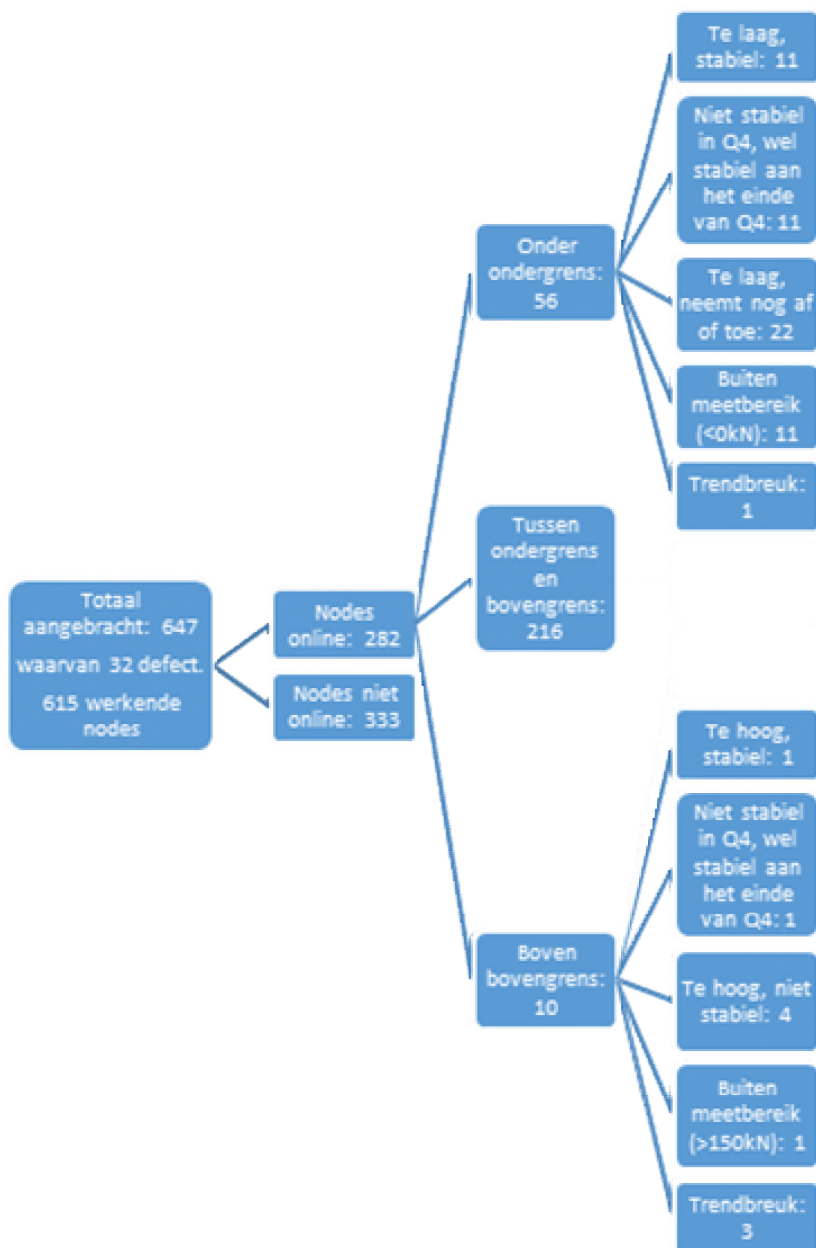 Totaal
aangebracht: 647
waarvan 32 defect.
615 werkende
nodes
Nodes
online: 282
Nodes niet
online: 333
Onder
ondergrens:
56
Tussen
ondergrens
en
bovengrens:
216
Boven
bovengrens:
10
Te laag,
stabiel: 11
Niet stabiel
in Q4, wel
stabiel aan
het einde
van Q4: 11
Te laag,
neemt nog af
of toe: 22
Buiten
meetbereik
(<0kN): 11
Trendbreuk:
1
Te hoog,
stabiel: 1
Niet stabiel
in Q4, wel
stabiel aan
het einde
van Q4: 1
Te hoog, niet
stabiel: 4
Buiten
meetbereik
(>150kN): 1
Trendbreuk:
3